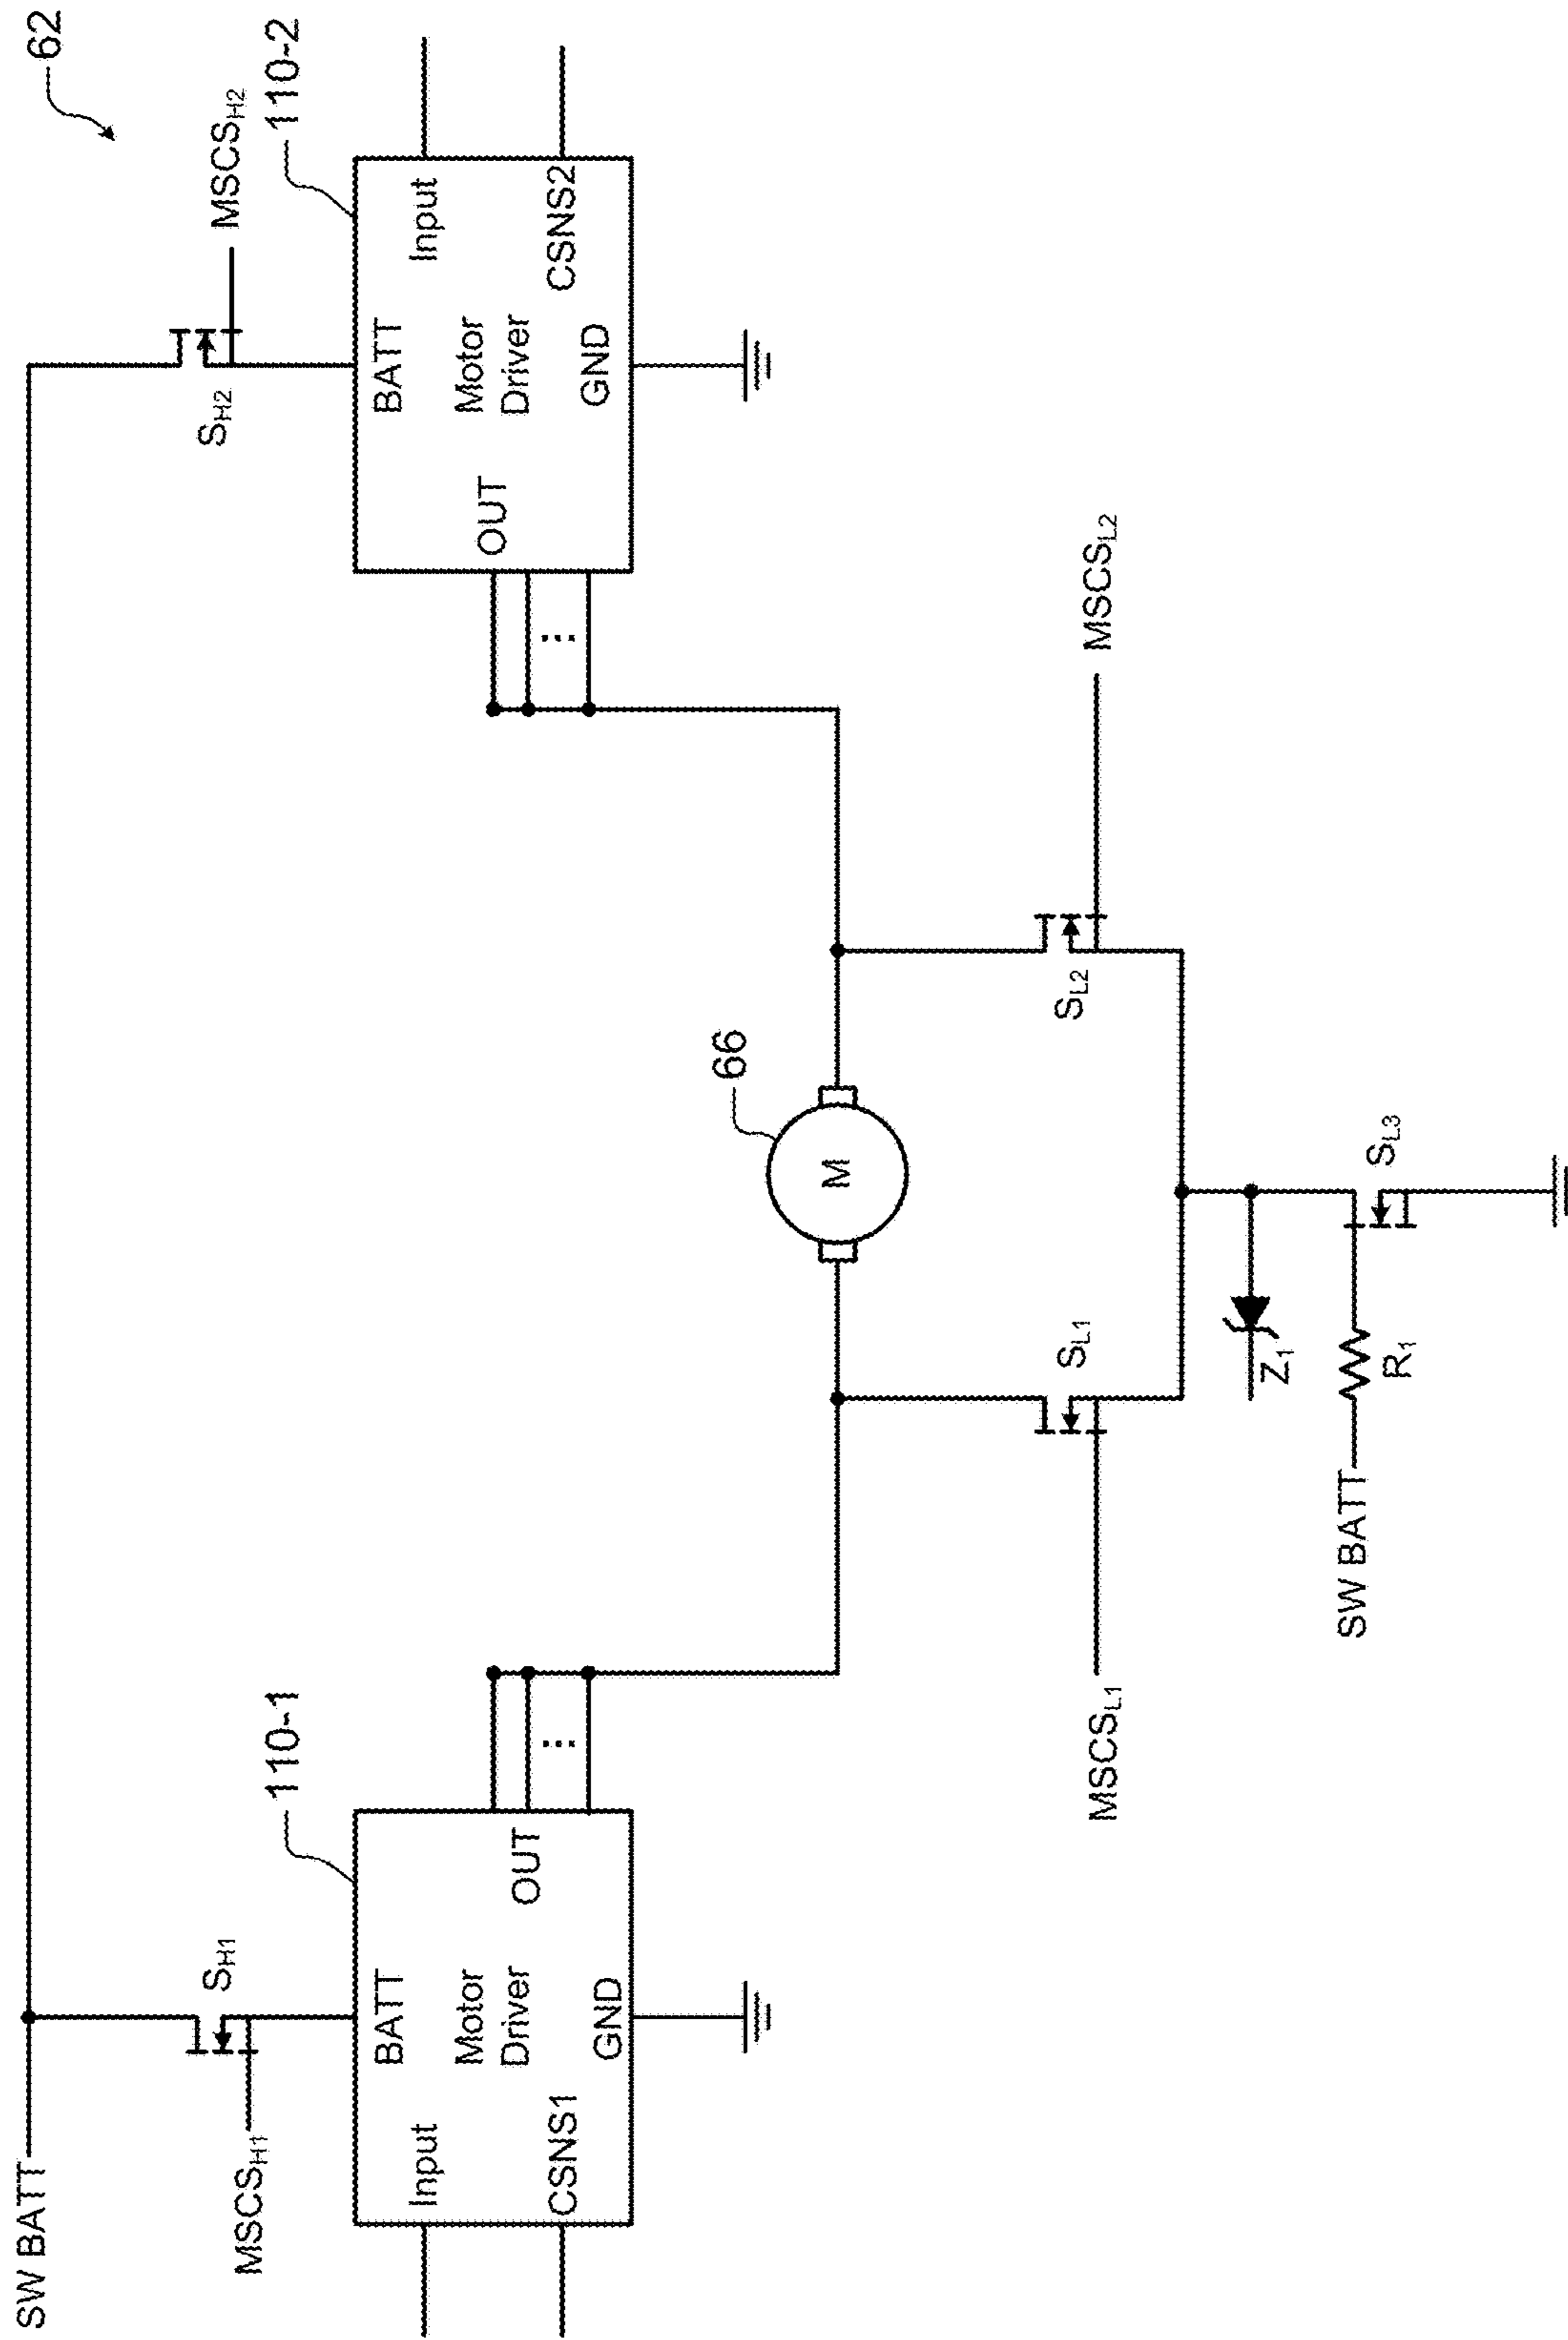 62
SW BATT
MSCSH1
SH1
SH2
MSCSH2
110-1
110-2
BATT
Input
Motor
Driver
OUT
CSNS1
GND
...
BATT
Input
Motor
Driver
OUT
CSNS2
GND
...
66
M
SL1
MSCSL1
SL2
MSCSL2
Z1
SW BATT
R1
SL3